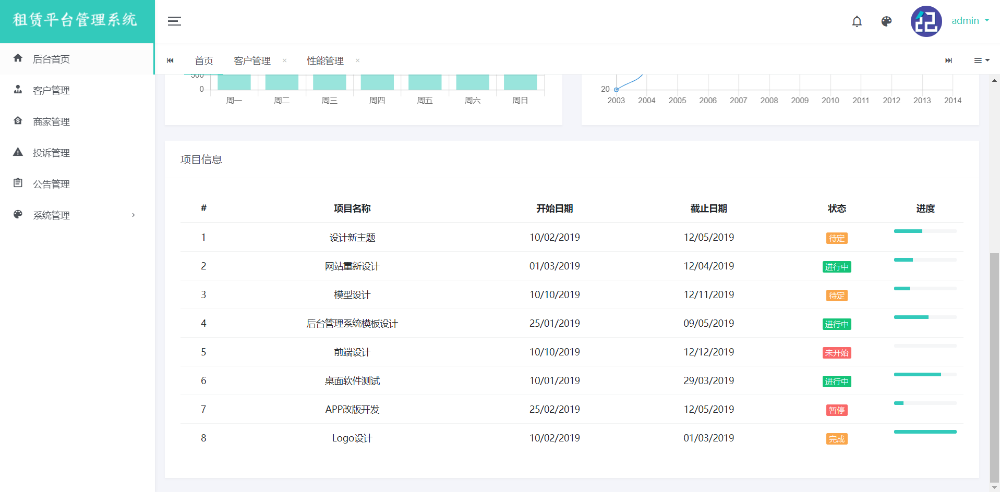 租赁平台管理系统
admin
后台首页
客户管理
商家管理
投诉管理
公告管理
系统管理
首页 客户管理 × 性能管理 ×
500
0
周一 周二 周三 周四 周五 周六 周日
20
2003 2004 2005 2006 2007 2008 2009 2010 2011 2012 2013 2014
项目信息
# 项目名称 开始日期 截止日期 状态 进度
1 设计新主题 10/02/2019 12/05/2019 待定
2 网站重新设计 01/03/2019 12/04/2019 进行中
3 模型设计 10/10/2019 12/11/2019 待定
4 后台管理系统模板设计 25/01/2019 09/05/2019 进行中
5 前端设计 10/10/2019 12/12/2019 未开始
6 桌面软件测试 10/01/2019 29/03/2019 进行中
7 APP改版开发 25/02/2019 12/05/2019 暂停
8 Logo设计 10/02/2019 01/03/2019 完成